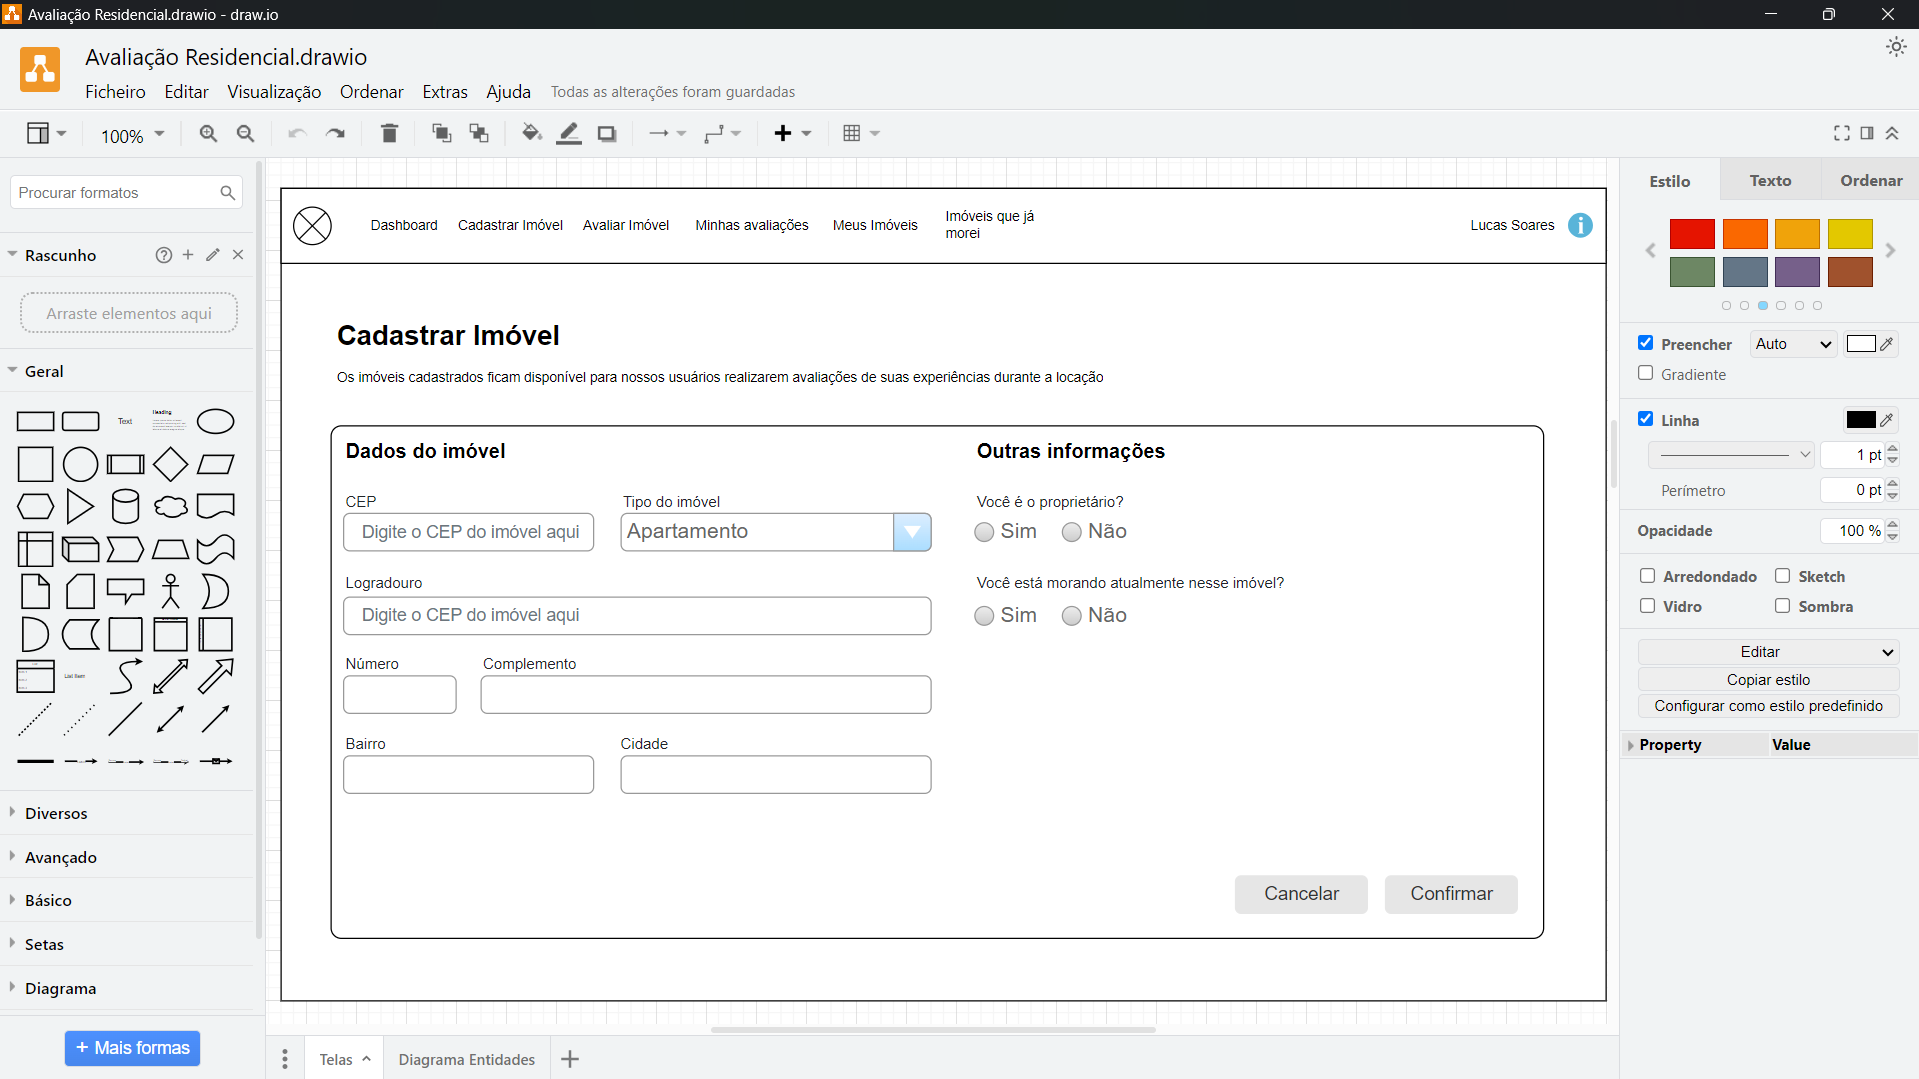 Avaliação Residencial.drawio - draw.io
Avaliação Residencial.drawio
Ficheiro Editar Visualização Ordenar Extras Ajuda Todas as alterações foram guardadas
100%
Procurar formatos
Rascunho
Arraste elementos aqui
Geral
Text
Heading
List Item
Diversos
Avançado
Básico
Setas
Diagrama
+ Mais formas
Dashboard Cadastrar Imóvel Avaliar Imóvel Minhas avaliações Meus Imóveis Imóveis que já
morei
Lucas Soares
Cadastrar Imóvel
Os imóveis cadastrados ficam disponível para nossos usuários realizarem avaliações de suas experiências durante a locação
Dados do imóvel
CEP Tipo do imóvel
Digite o CEP do imóvel aqui Apartamento
Logradouro
Digite o CEP do imóvel aqui
Número Complemento
Bairro Cidade
Outras informações
Você é o proprietário?
Sim Não
Você está morando atualmente nesse imóvel?
Sim Não
Cancelar Confirmar
Telas Diagrama Entidades
Estilo Texto Ordenar
Preencher Auto
Gradiente
Linha
1 pt
Perímetro 0 pt
Opacidade 100 %
Arredondado Sketch
Vidro Sombra
Editar
Copiar estilo
Configurar como estilo predefinido
Property Value